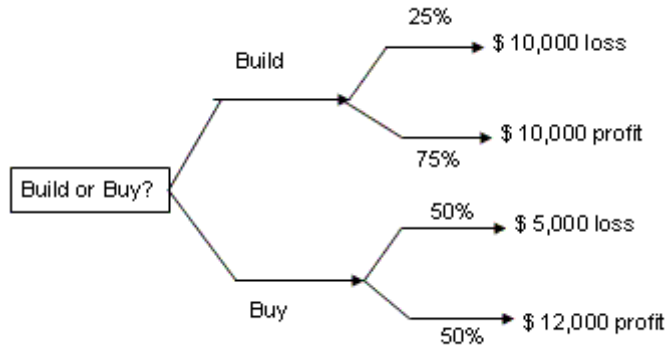 25%
$ 10,000 loss
Build
$ 10,000 profit
75%
Build or Buy?
50%
$ 5,000 loss
Buy
$ 12,000 profit
50%